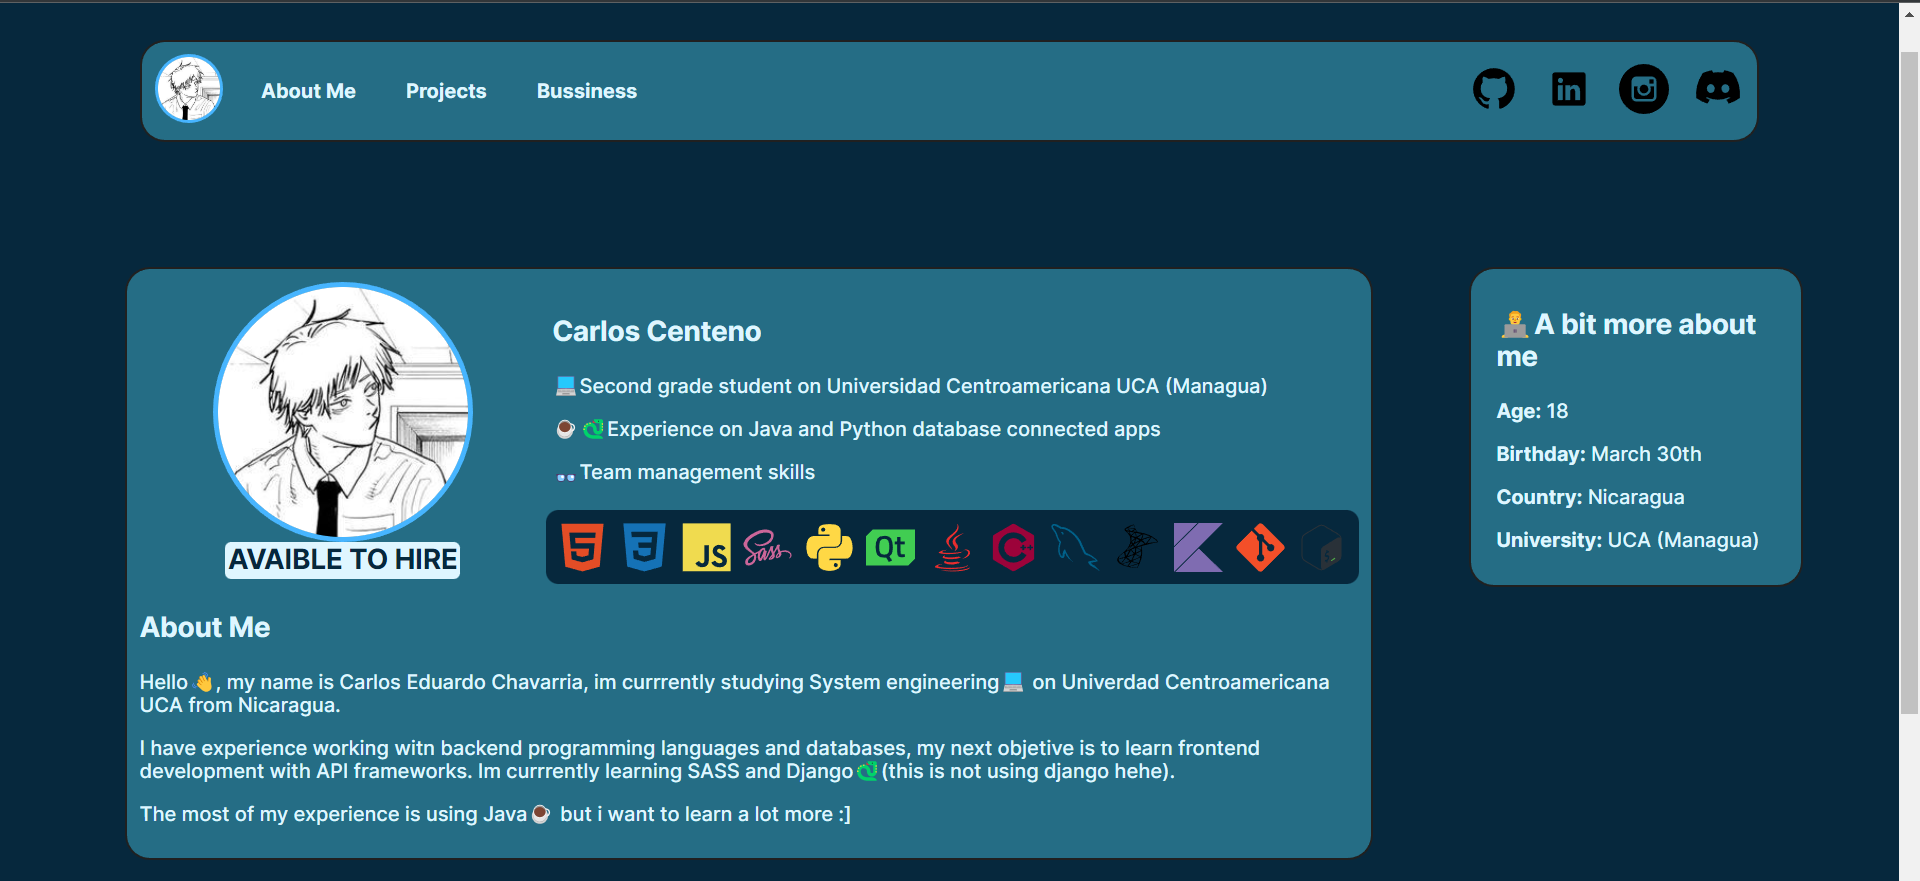 About Me Projects Bussiness
Carlos Centeno
💻Second grade student on Universidad Centroamericana UCA (Managua)
☕🐍Experience on Java and Python database connected apps
👓Team management skills
JS Sass Qt
AVAIBLE TO HIRE
About Me
Hello👋, my name is Carlos Eduardo Chavarria, im currrently studying System engineering💻 on Univerdad Centroamericana
UCA from Nicaragua.
I have experience working witn backend programming languages and databases, my next objetive is to learn frontend
development with API frameworks. Im currrently learning SASS and Django🐍(this is not using django hehe).
The most of my experience is using Java☕ but i want to learn a lot more :]
👨‍💻A bit more about
me
Age: 18
Birthday: March 30th
Country: Nicaragua
University: UCA (Managua)